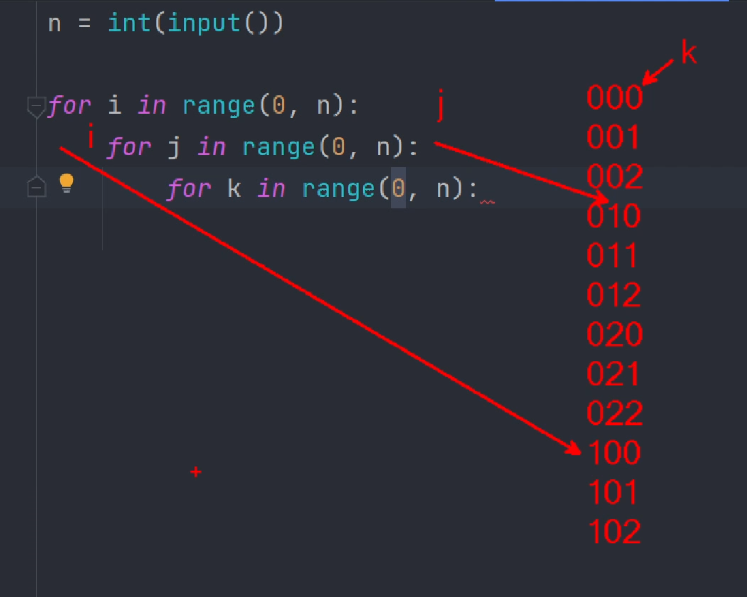 n = int(input())
k
for i in range(0, n):
j
000
i
for j in range(0, n):
001
for k in range(0, n):
002
010
011
012
020
021
022
100
101
102